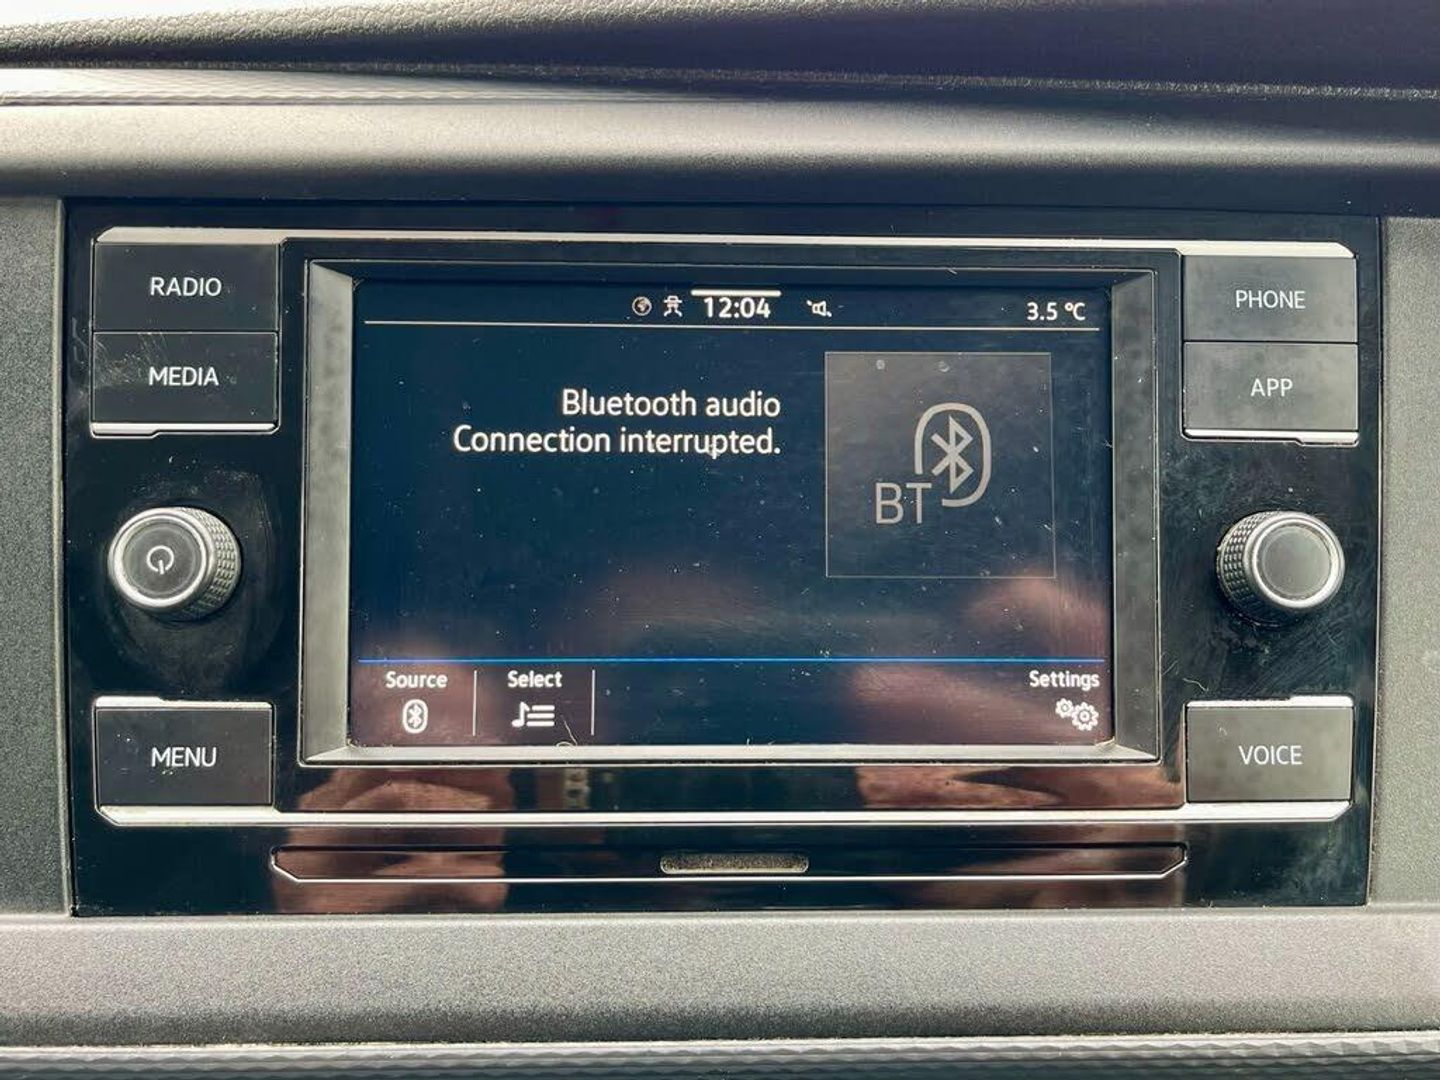 RADIO
MEDIA
MENU
12:04
3.5 °C
Bluetooth audio
Connection interrupted.
BT
Source
Select
Settings
PHONE
APP
VOICE